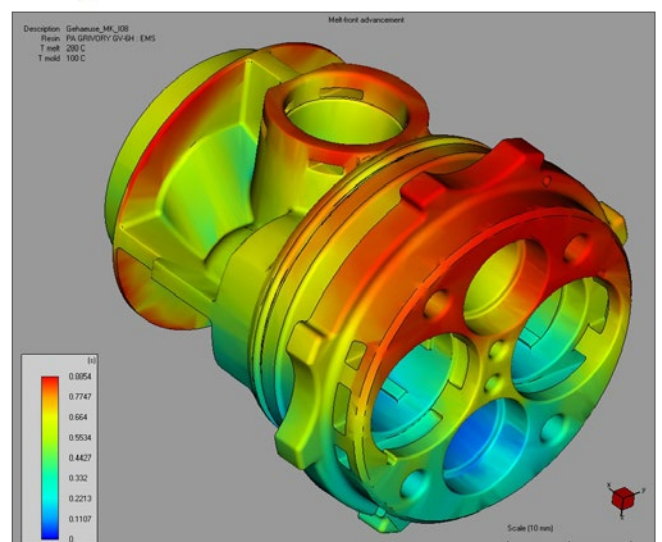 Melt-front advancement
Description Gehaeuse_MK_I08
Resin PA GRIVORY GV-6H : EMS
T melt 280 C
T mold 100 C
(s)
0.8854
0.7747
0.664
0.5534
0.4427
0.332
0.2213
0.1107
0
x
y
z
Scale (10 mm)